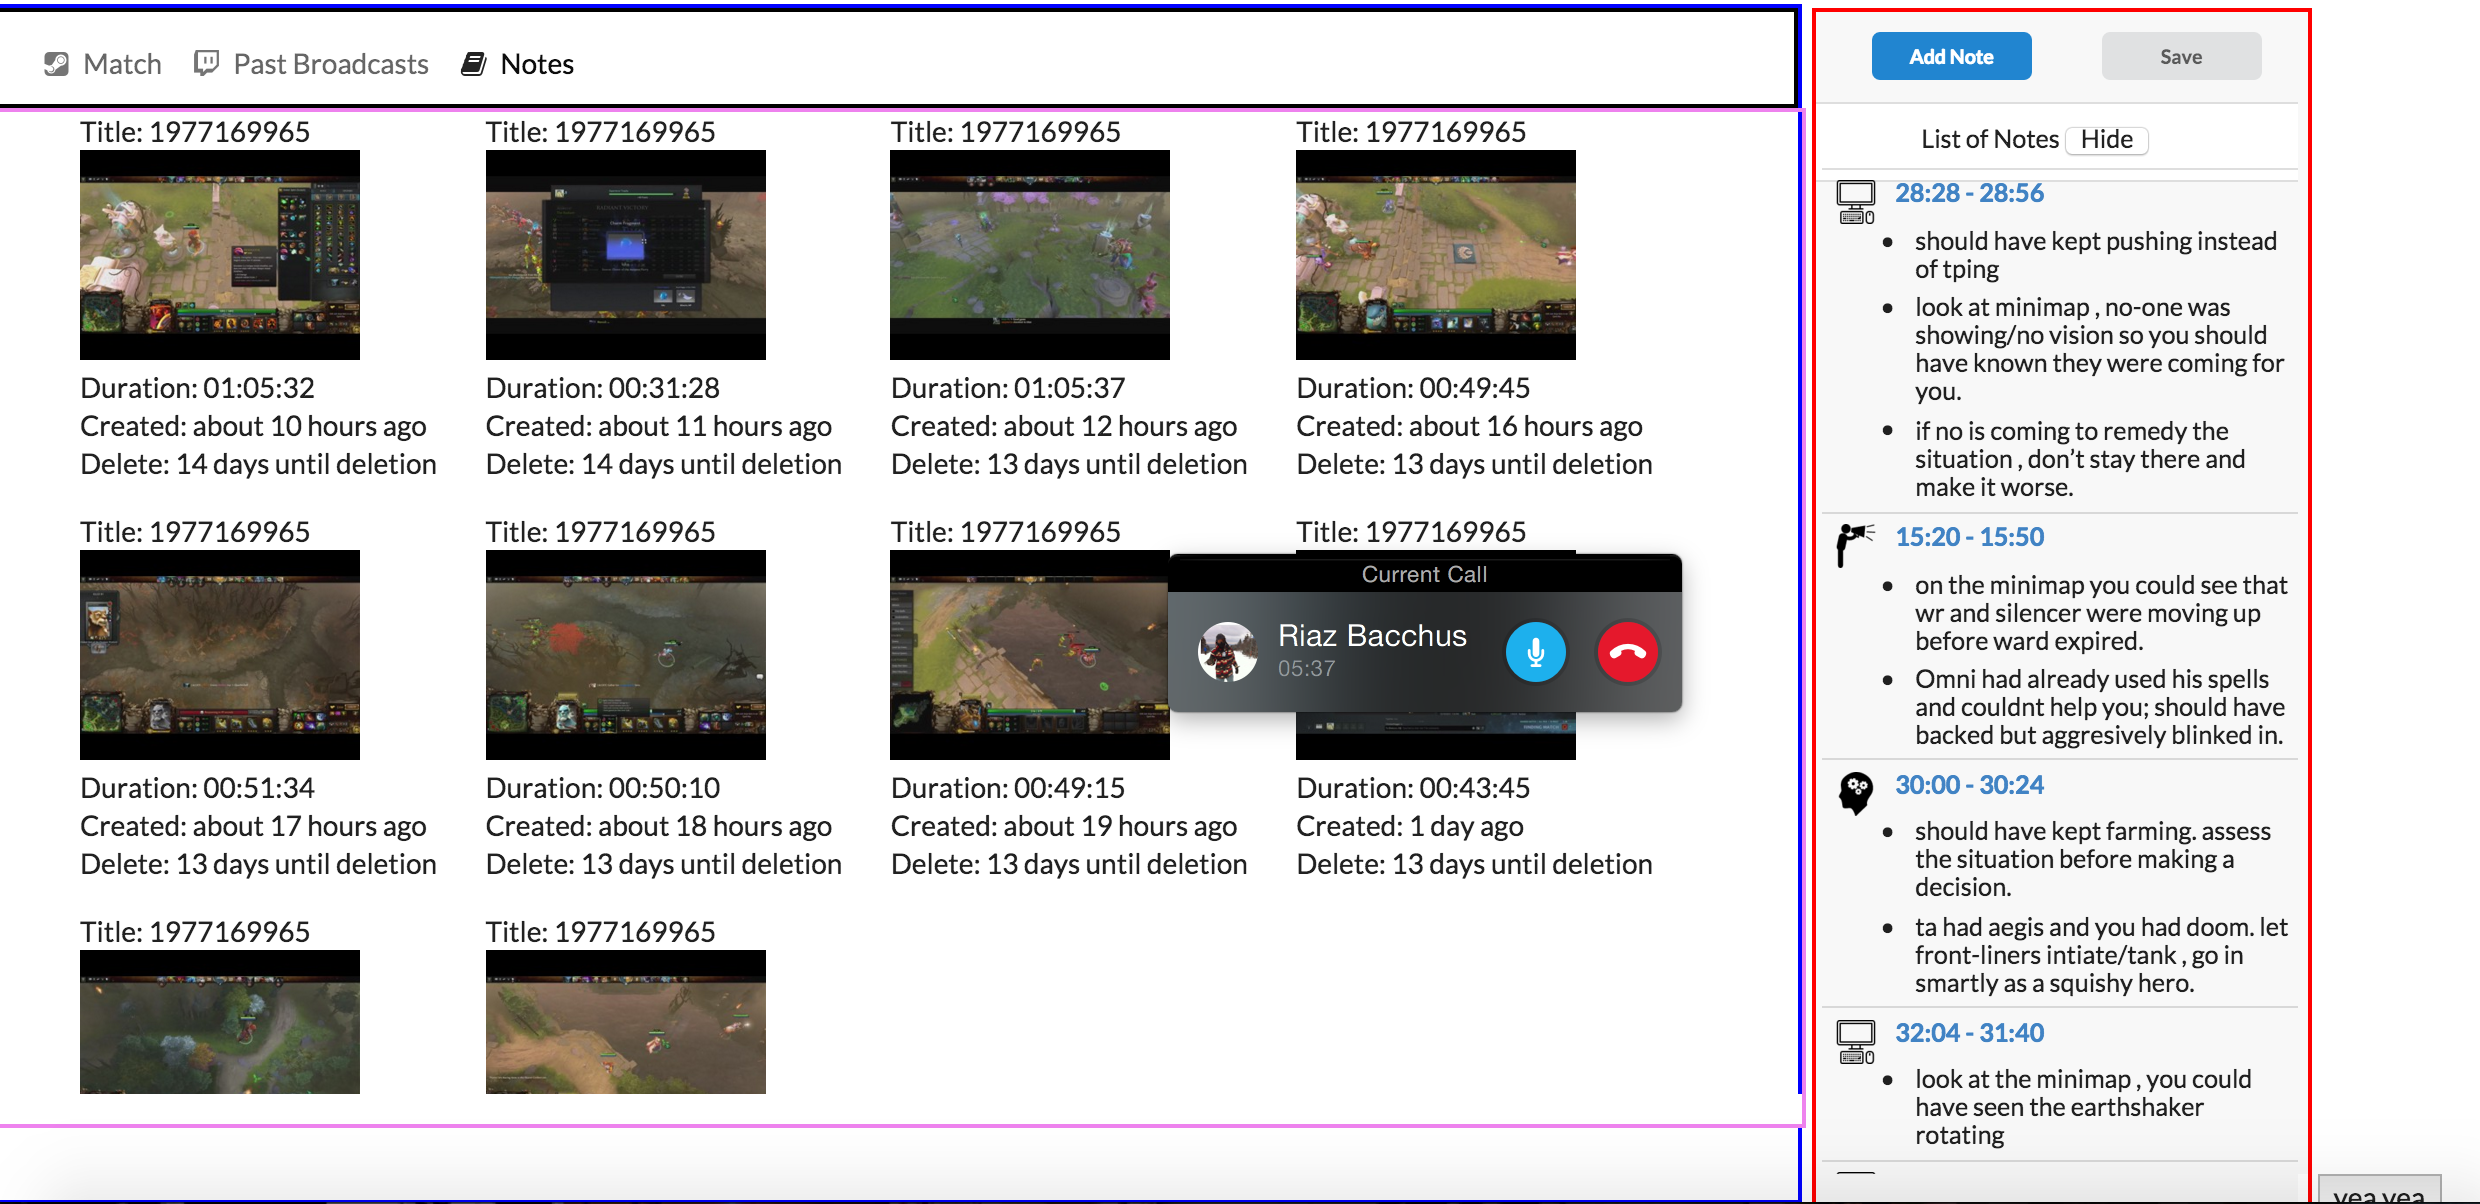 Match Past Broadcasts Notes
Title: 1977169965
Duration: 01:05:32
Created: about 10 hours ago
Delete: 14 days until deletion
Title: 1977169965
Duration: 00:31:28
Created: about 11 hours ago
Delete: 14 days until deletion
Title: 1977169965
Duration: 01:05:37
Created: about 12 hours ago
Delete: 13 days until deletion
Title: 1977169965
Duration: 00:49:45
Created: about 16 hours ago
Delete: 13 days until deletion
Title: 1977169965
Duration: 00:51:34
Created: about 17 hours ago
Delete: 13 days until deletion
Title: 1977169965
Duration: 00:50:10
Created: about 18 hours ago
Delete: 13 days until deletion
Title: 1977169965
Duration: 00:49:15
Created: about 19 hours ago
Delete: 13 days until deletion
Title: 1977169965
Duration: 00:43:45
Created: 1 day ago
Delete: 13 days until deletion
Current Call
Riaz Bacchus
05:37
Title: 1977169965
Title: 1977169965
Add Note Save
List of Notes Hide
28:28 - 28:56
should have kept pushing instead
of tping
look at minimap , no-one was
showing/no vision so you should
have known they were coming for
you.
if no is coming to remedy the
situation , don't stay there and
make it worse.
15:20 - 15:50
on the minimap you could see that
wr and silencer were moving up
before ward expired.
Omni had already used his spells
and couldnt help you; should have
backed but aggresively blinked in.
30:00 - 30:24
should have kept farming. assess
the situation before making a
decision.
ta had aegis and you had doom. let
front-liners intiate/tank , go in
smartly as a squishy hero.
32:04 - 31:40
look at the minimap , you could
have seen the earthshaker
rotating
yea yea